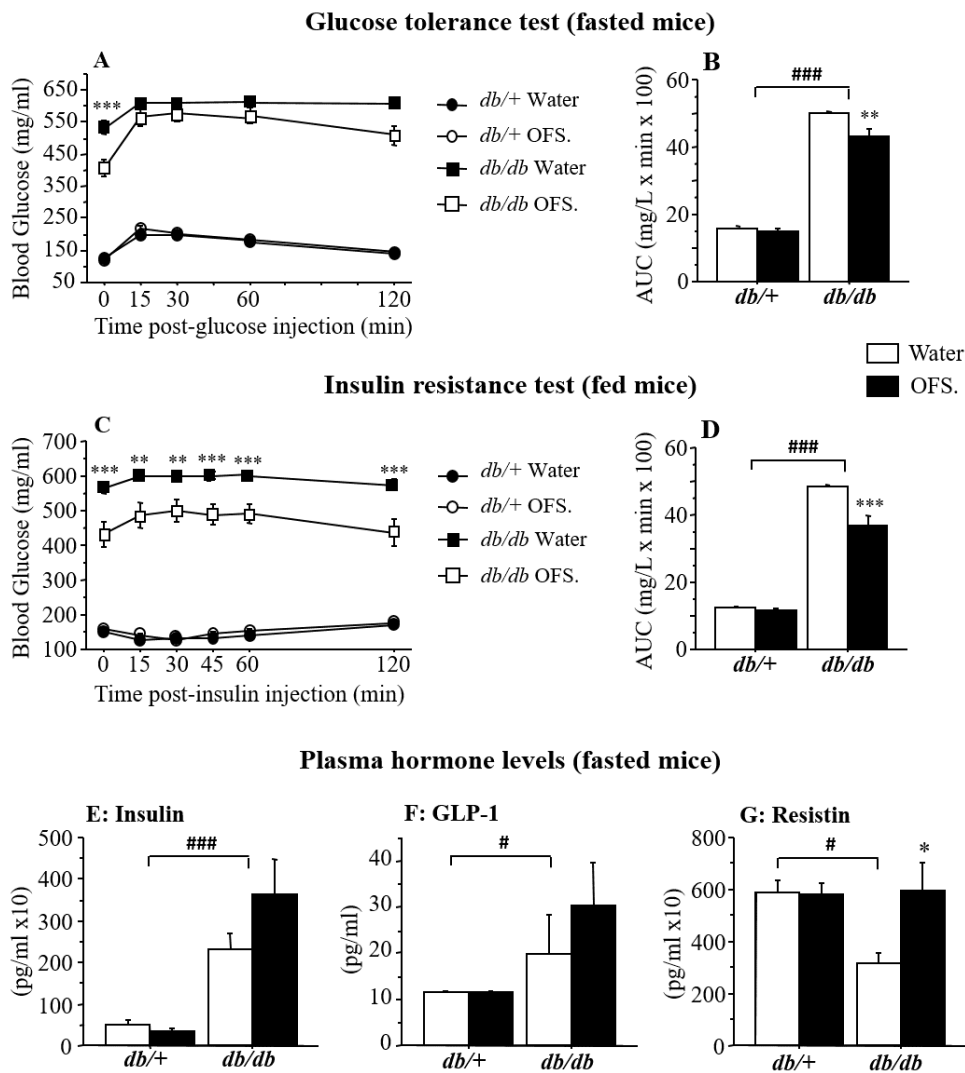 Glucose tolerance test (fasted mice)
A
650
550
450
350
250
150
50
Blood Glucose (mg/ml)
***
0 15 30 60 120
Time post-glucose injection (min)
db/+ Water
db/+ OFS.
db/db Water
db/db OFS.
B
60
40
20
0
AUC (mg/L x min x 100)
###
**
db/+ db/db
Water
OFS.
Insulin resistance test (fed mice)
C
700
600
500
400
300
200
100
Blood Glucose (mg/ml)
*** ** ** *** *** ***
0 15 30 45 60 120
Time post-insulin injection (min)
db/+ Water
db/+ OFS.
db/db Water
db/db OFS.
D
60
40
20
0
AUC (mg/L x min x 100)
###
***
db/+ db/db
Plasma hormone levels (fasted mice)
E: Insulin
500
400
300
200
100
0
(pg/ml x10)
###
db/+ db/db
F: GLP-1
40
30
20
10
0
(pg/ml)
#
db/+ db/db
G: Resistin
800
600
400
200
0
(pg/ml x10)
#
*
db/+ db/db